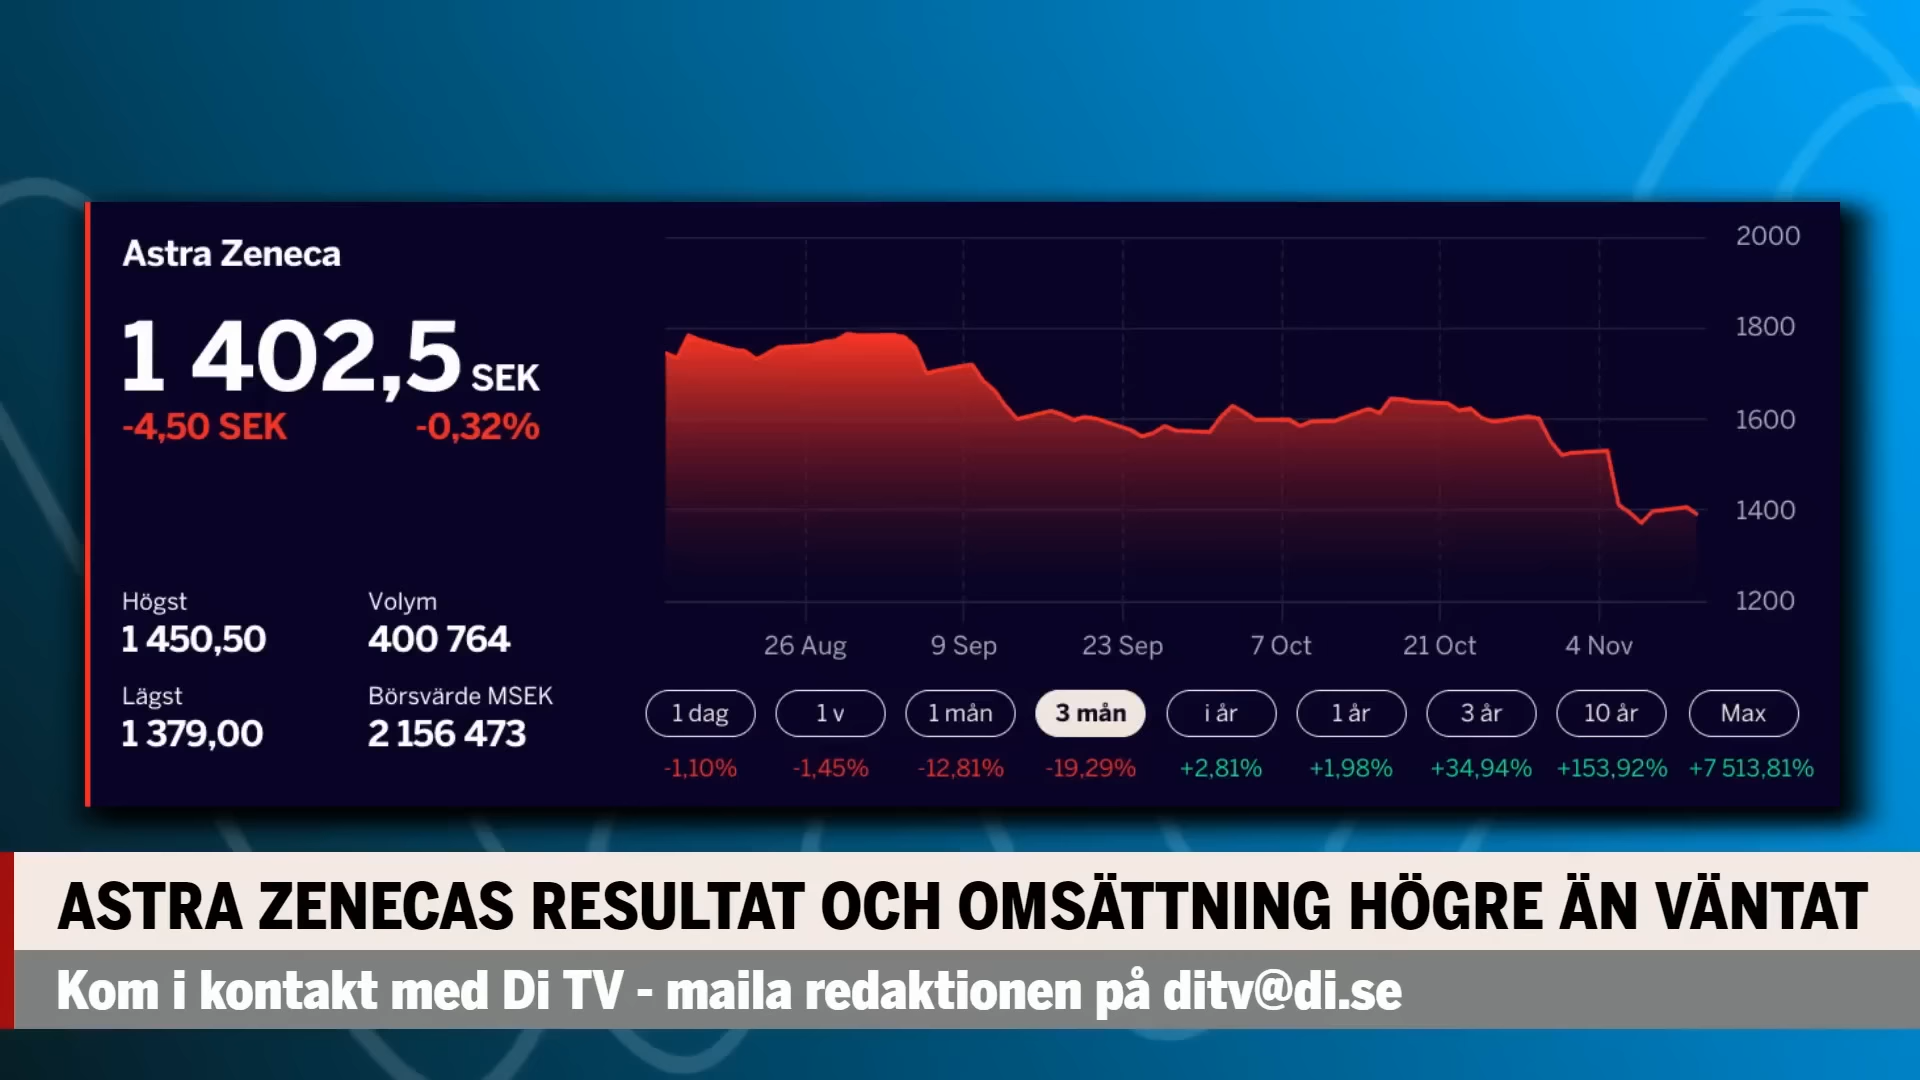 Astra Zeneca
1 402,5 SEK
-4,50 SEK -0,32%
Högst Volym
1 450,50 400 764
Lägst Börsvärde MSEK
1 379,00 2 156 473
2000
1800
1600
1400
1200
26 Aug 9 Sep 23 Sep 7 Oct 21 Oct 4 Nov
1 dag 1 v 1 mån 3 mån i år 1 år 3 år 10 år Max
-1,10% -1,45% -12,81% -19,29% +2,81% +1,98% +34,94% +153,92% +7 513,81%
ASTRA ZENECAS RESULTAT OCH OMSÄTTNING HÖGRE ÄN VÄNTAT
Kom i kontakt med Di TV - maila redaktionen på ditv@di.se